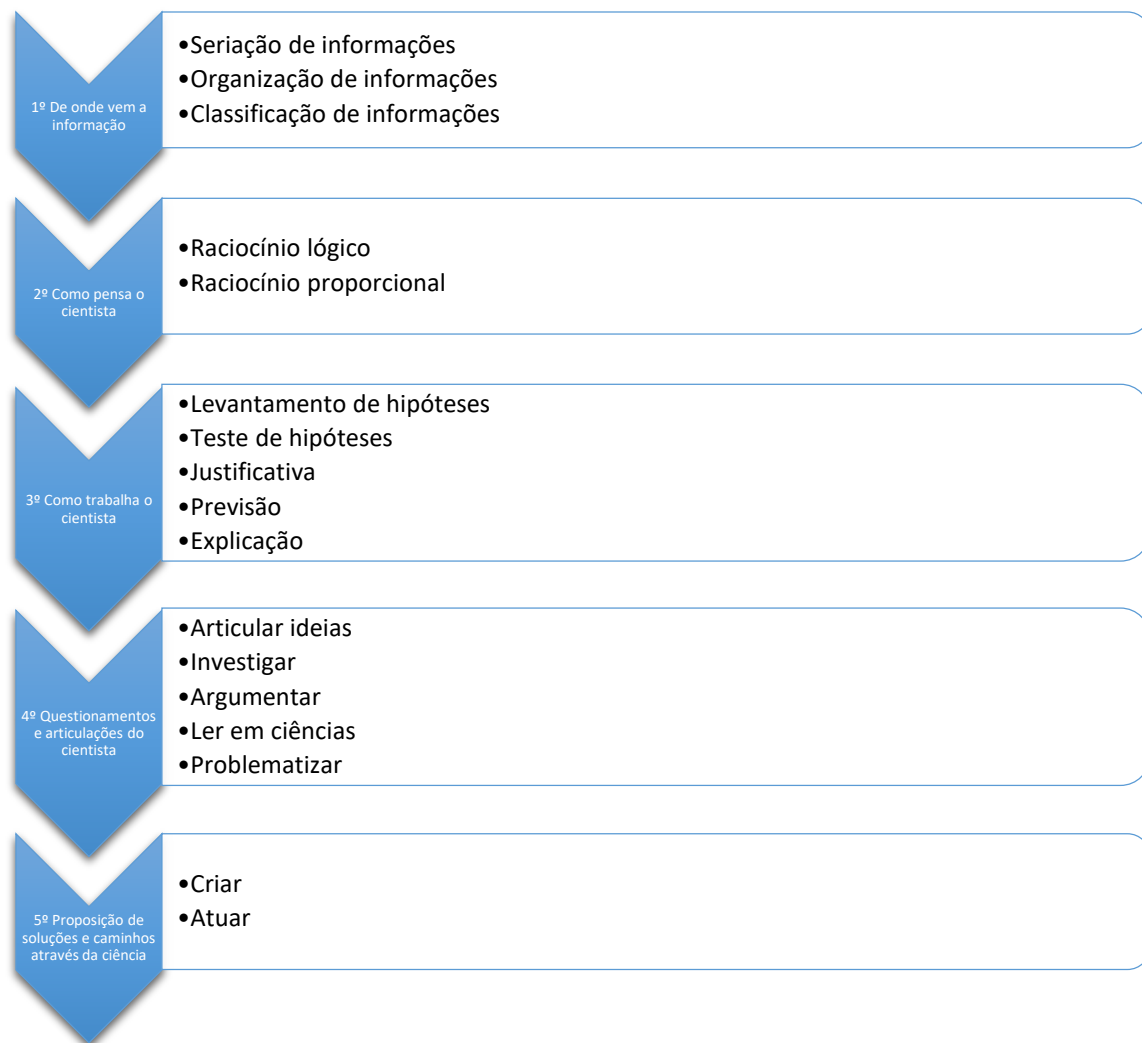 1º De onde vem a
informação
•Seriação de informações
•Organização de informações
•Classificação de informações
2º Como pensa o
cientista
•Raciocínio lógico
•Raciocínio proporcional
3º Como trabalha o
cientista
•Levantamento de hipóteses
•Teste de hipóteses
•Justificativa
•Previsão
•Explicação
4º Questionamentos
e articulações do
cientista
•Articular ideias
•Investigar
•Argumentar
•Ler em ciências
•Problematizar
5º Proposição de
soluções e caminhos
através da ciência
•Criar
•Atuar